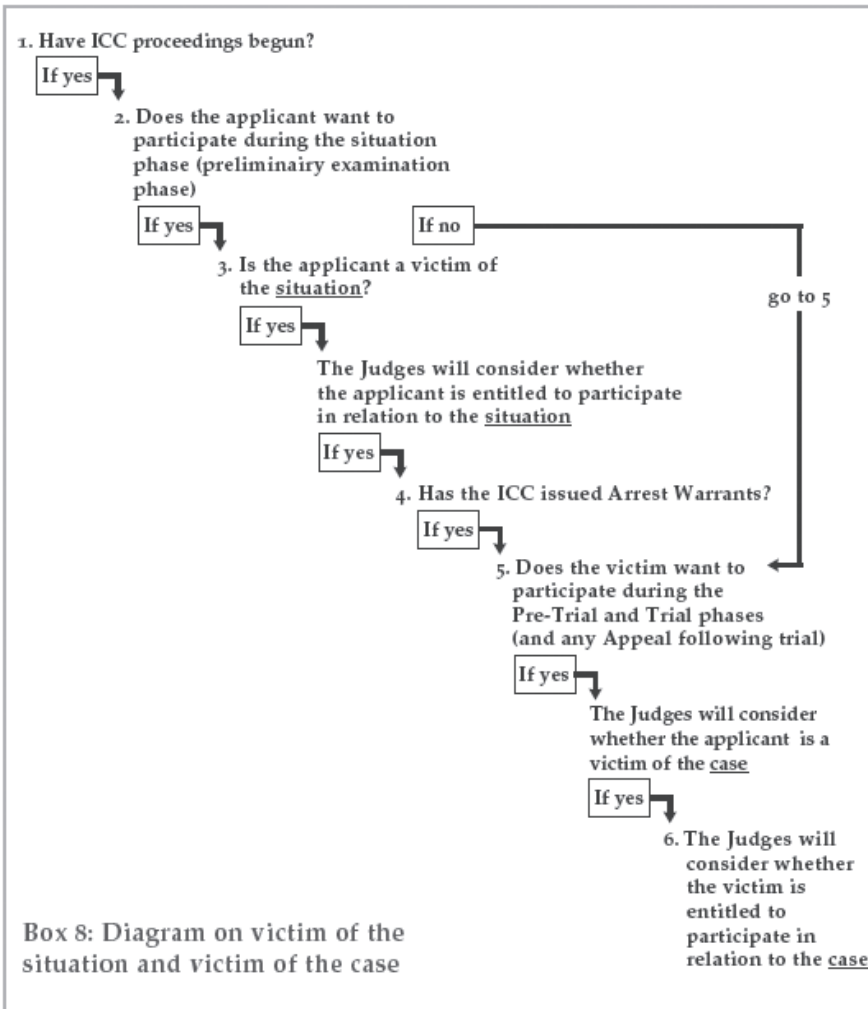 1. Have ICC proceedings begun?
If yes
2. Does the applicant want to
participate during the situation
phase (preliminairy examination
phase)
If yes
If no
3. Is the applicant a victim of
the situation?
go to 5
If yes
The Judges will consider whether
the applicant is entitled to participate
in relation to the situation
If yes
4. Has the ICC issued Arrest Warrants?
If yes
5. Does the victim want to
participate during the
Pre-Trial and Trial phases
(and any Appeal following trial)
If yes
The Judges will consider
whether the applicant is a
victim of the case
If yes
6. The Judges will
consider whether
the victim is
entitled to
participate in
relation to the case
Box 8: Diagram on victim of the
situation and victim of the case